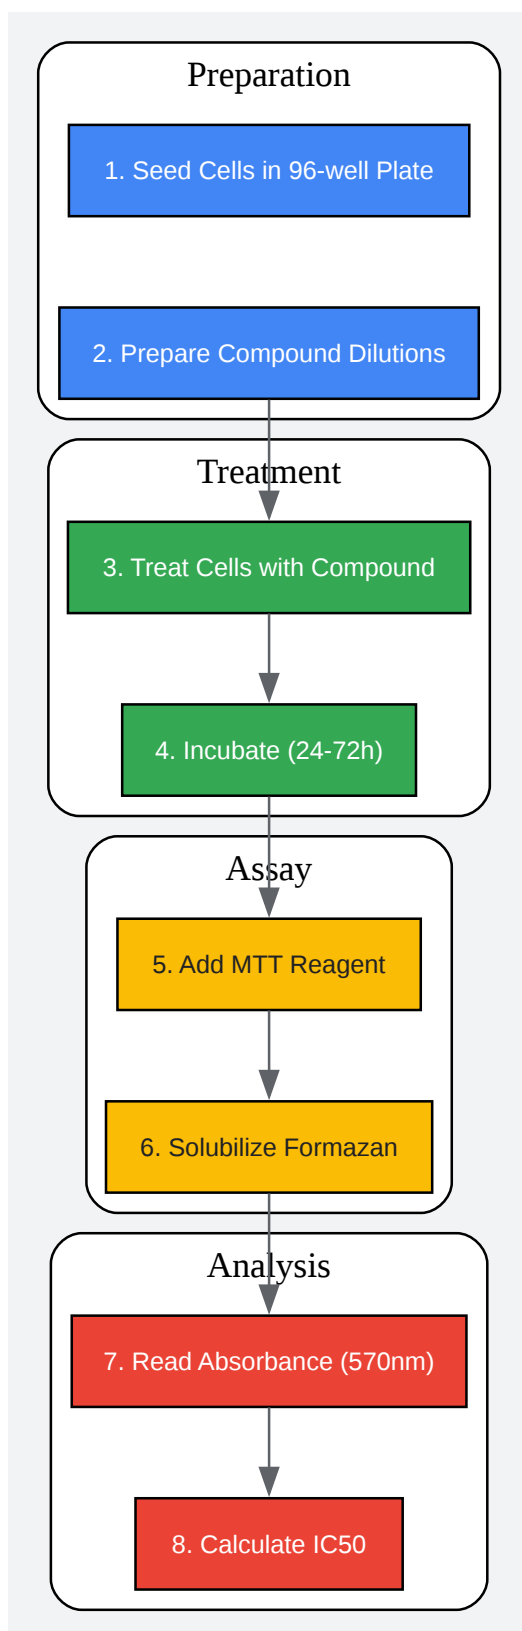 Preparation
1. Seed Cells in 96-well Plate
2. Prepare Compound Dilutions
Treatment
3. Treat Cells with Compound
4. Incubate (24-72h)
Assay
5. Add MTT Reagent
6. Solubilize Formazan
Analysis
7. Read Absorbance (570nm)
8. Calculate IC50